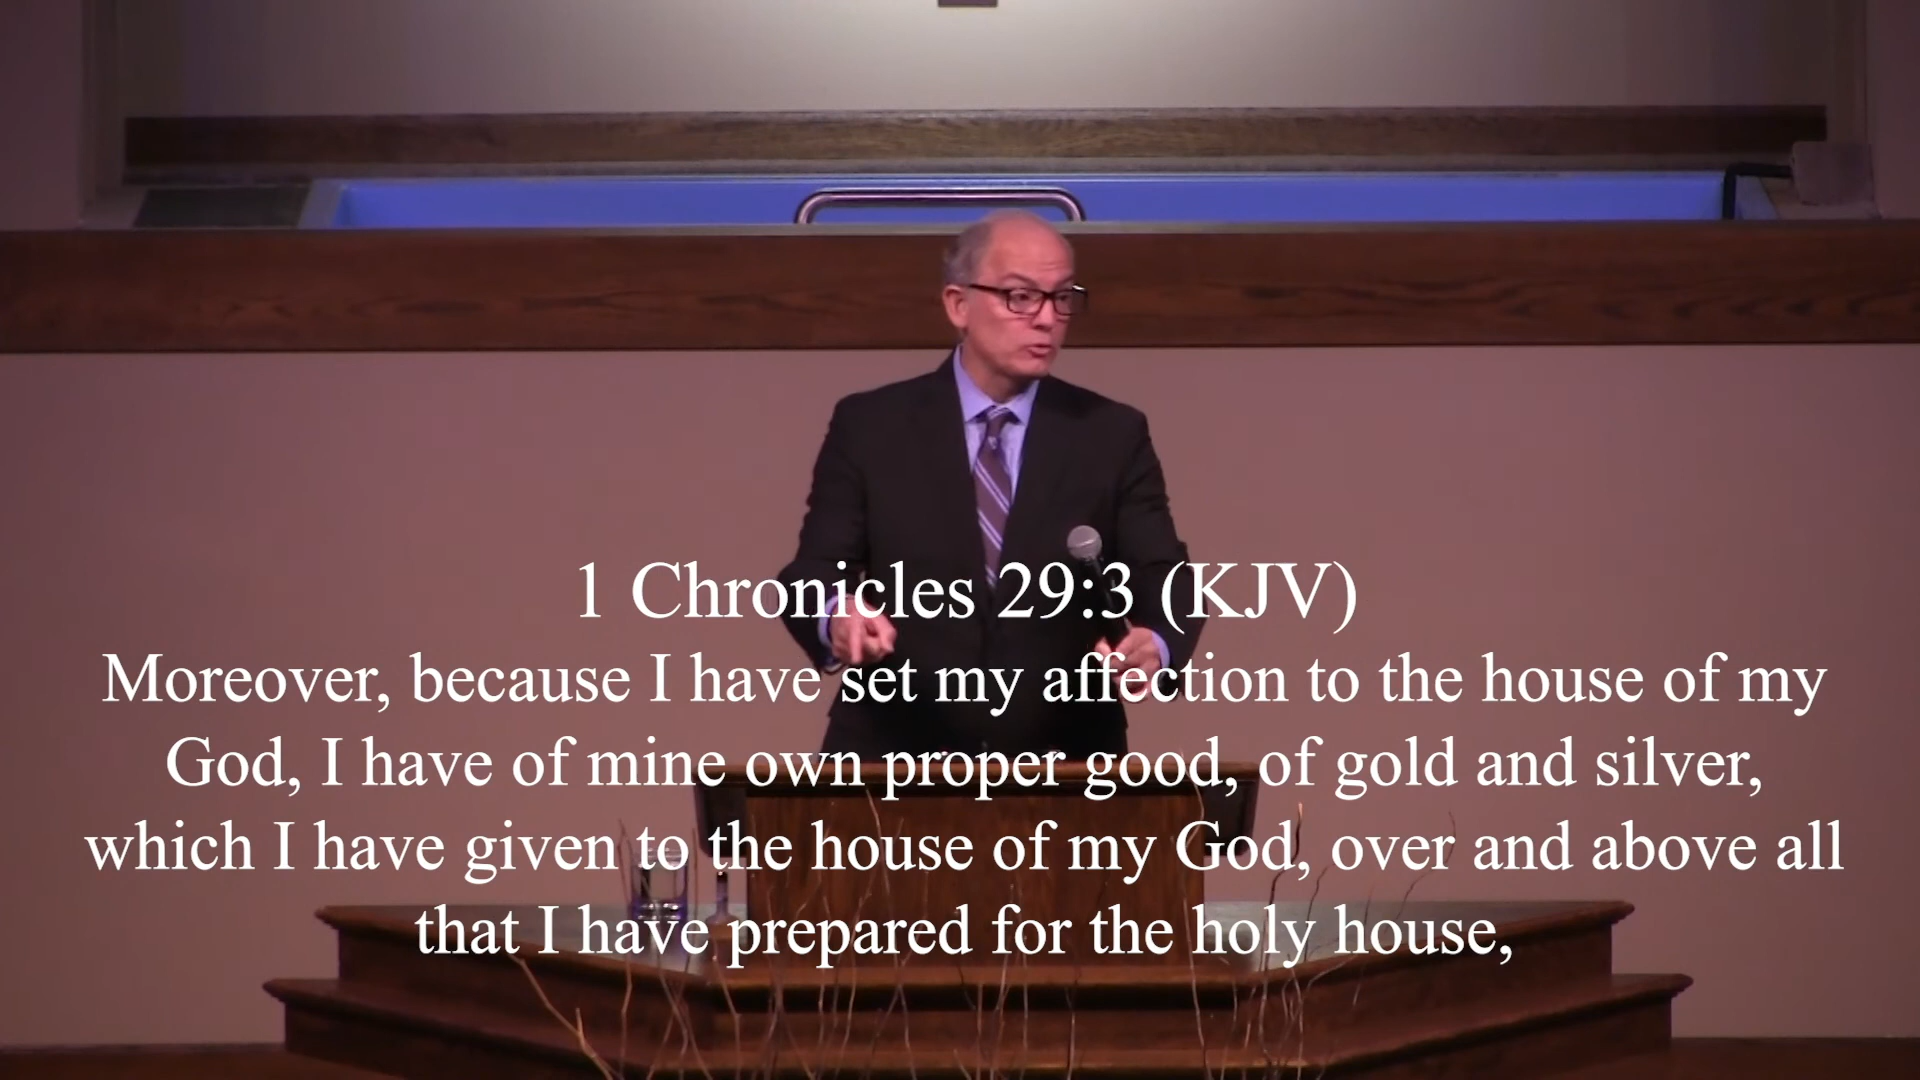 1 Chronicles 29:3 (KJV)
Moreover, because I have set my affection to the house of my
God, I have of mine own proper good, of gold and silver,
which I have given to the house of my God, over and above all
that I have prepared for the holy house,